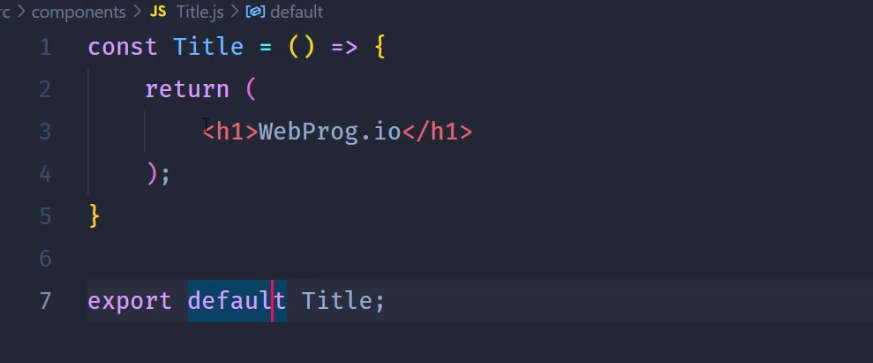 rc > components > JS Title.js > default
1 const Title = () => {
2     return (
3         <h1>WebProg.io</h1>
4     );
5 }
6
7 export default Title;